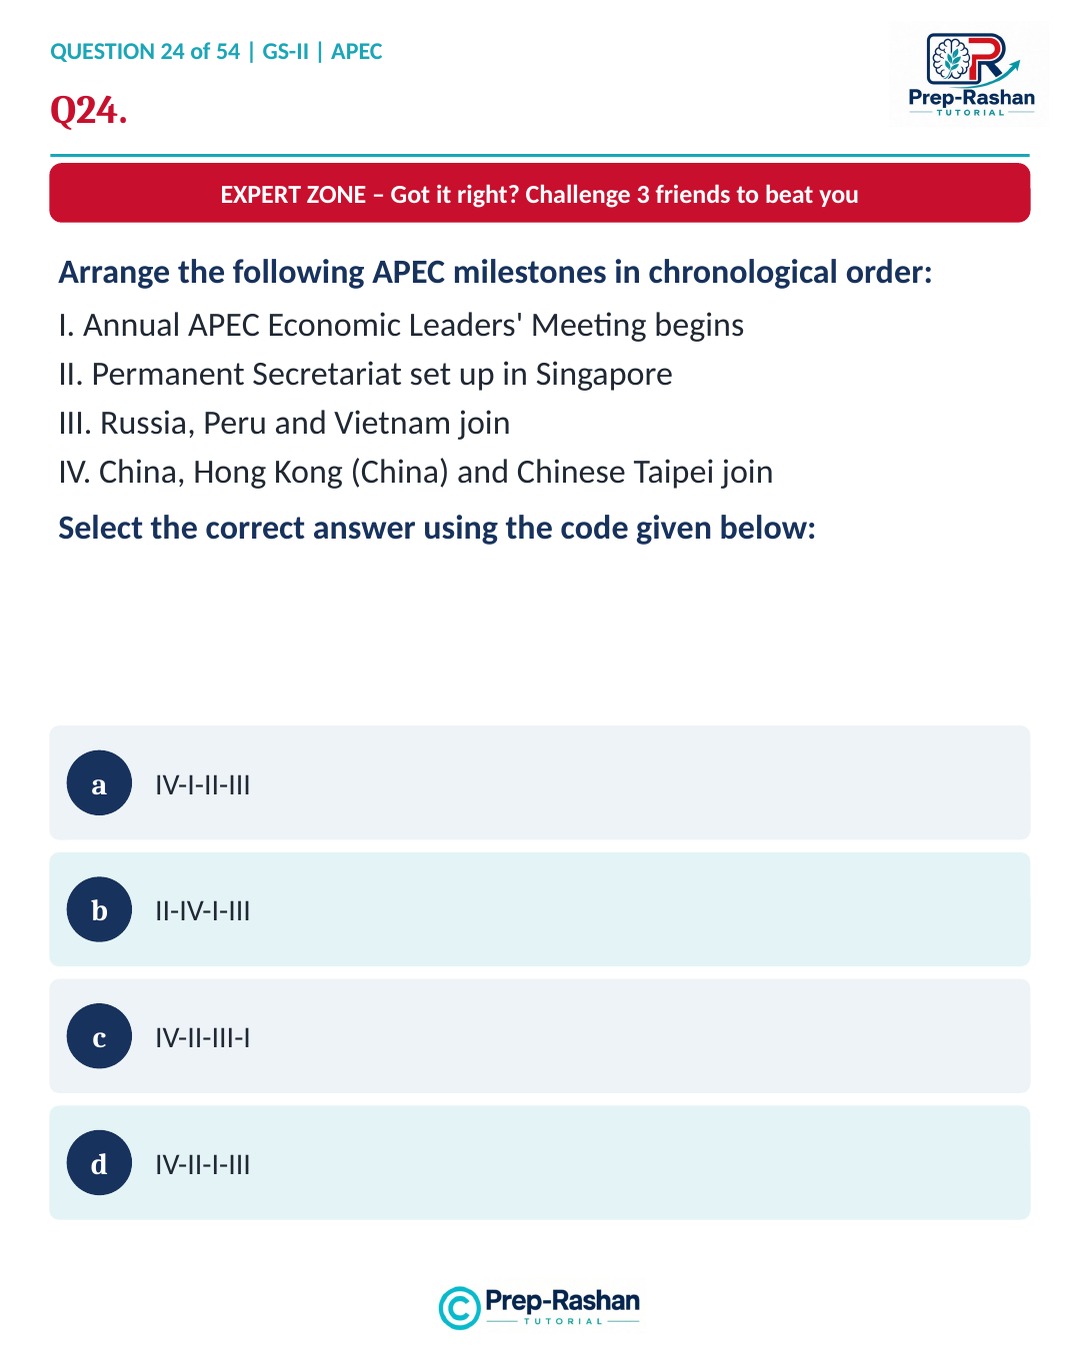 QUESTION 24 of 54 | GS-II | APEC
Prep-Rashan
TUTORIAL
Q24.
EXPERT ZONE – Got it right? Challenge 3 friends to beat you
Arrange the following APEC milestones in chronological order:
I. Annual APEC Economic Leaders' Meeting begins
II. Permanent Secretariat set up in Singapore
III. Russia, Peru and Vietnam join
IV. China, Hong Kong (China) and Chinese Taipei join
Select the correct answer using the code given below:
a IV-I-II-III
b II-IV-I-III
c IV-II-III-I
d IV-II-I-III
© Prep-Rashan
TUTORIAL